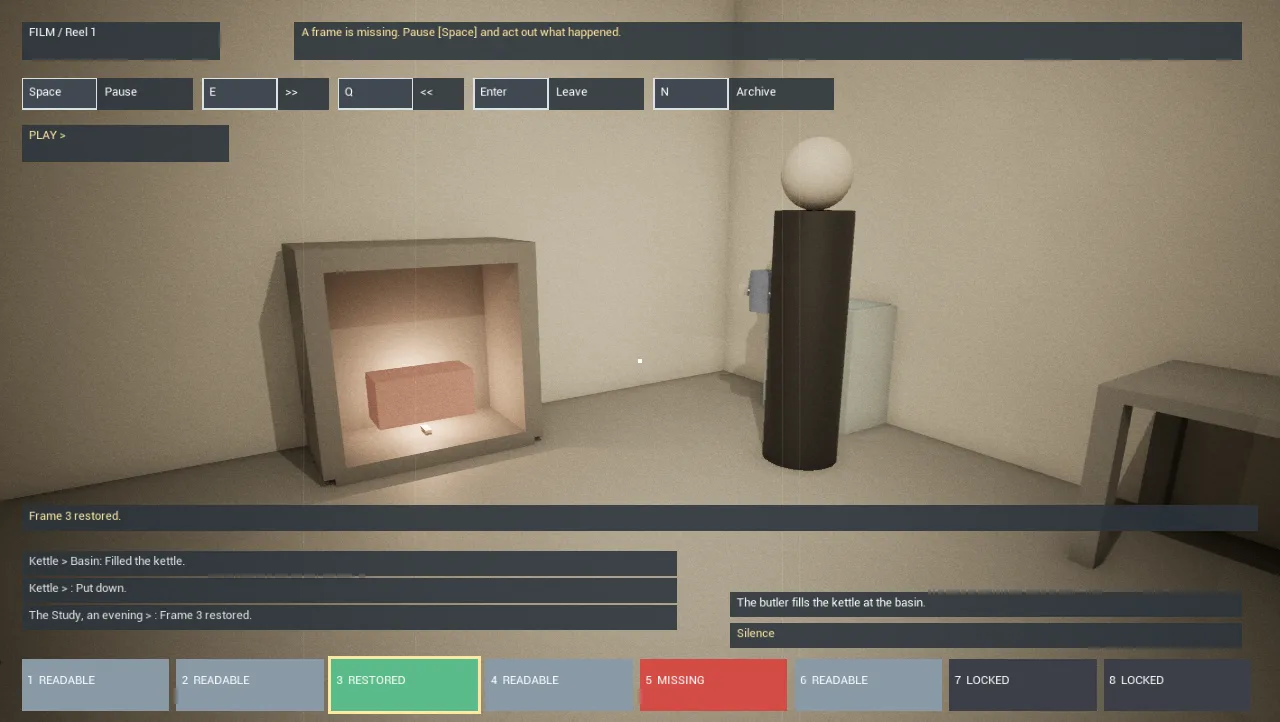 FILM / Reel 1
A frame is missing. Pause [Space] and act out what happened.
Space Pause E >> Q << Enter Leave N Archive
PLAY >
Frame 3 restored.
Kettle > Basin: Filled the kettle.
Kettle > : Put down.
The Study, an evening > : Frame 3 restored.
The butler fills the kettle at the basin.
Silence
1 READABLE 2 READABLE 3 RESTORED 4 READABLE 5 MISSING 6 READABLE 7 LOCKED 8 LOCKED